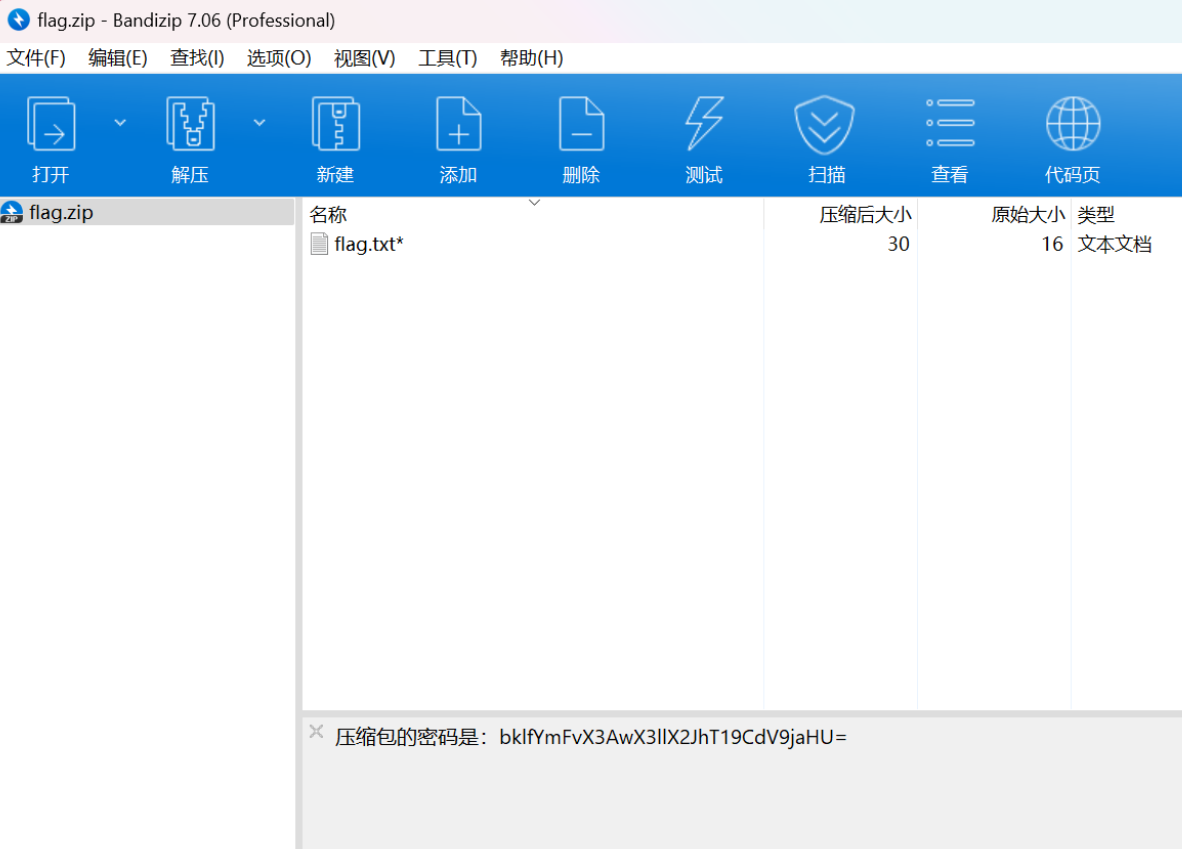 flag.zip - Bandizip 7.06 (Professional)
文件(F) 编辑(E) 查找(I) 选项(O) 视图(V) 工具(T) 帮助(H)
打开 解压 新建 添加 删除 测试 扫描 查看 代码页
flag.zip
名称 压缩后大小 原始大小 类型
flag.txt* 30 16 文本文档
压缩包的密码是：bklfYmFvX3AwX3llX2JhT19CdV9jaHU=